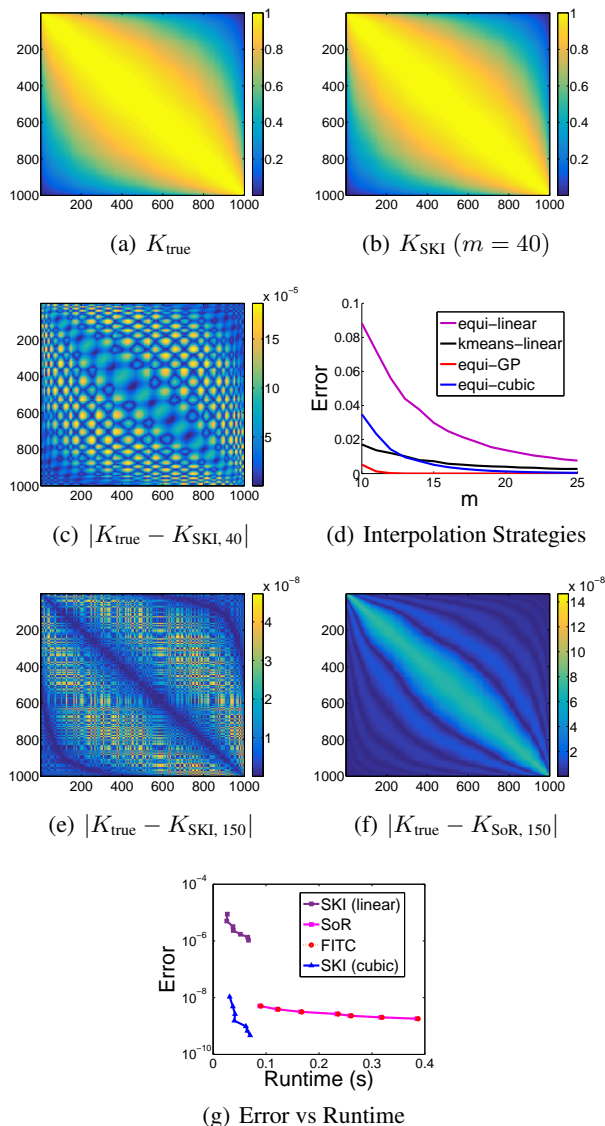 200
400
600
800
1000
200 400 600 800 1000
1
0.8
0.6
0.4
0.2
(a) K_true
200
400
600
800
1000
200 400 600 800 1000
1
0.8
0.6
0.4
0.2
(b) K_SKI (m = 40)
x 10⁻⁵
200
400
600
800
1000
200 400 600 800 1000
15
10
5
(c) |K_true − K_SKI, 40|
0.1
0.08
0.06
0.04
0.02
0
Error
10 15 20 25
m
equi−linear
kmeans−linear
equi−GP
equi−cubic
(d) Interpolation Strategies
x 10⁻⁸
200
400
600
800
1000
200 400 600 800 1000
4
3
2
1
(e) |K_true − K_SKI, 150|
x 10⁻⁸
200
400
600
800
1000
200 400 600 800 1000
14
12
10
8
6
4
2
(f) |K_true − K_SoR, 150|
10⁻⁴
10⁻⁶
10⁻⁸
10⁻¹⁰
Error
0 0.1 0.2 0.3 0.4
Runtime (s)
SKI (linear)
SoR
FITC
SKI (cubic)
(g) Error vs Runtime